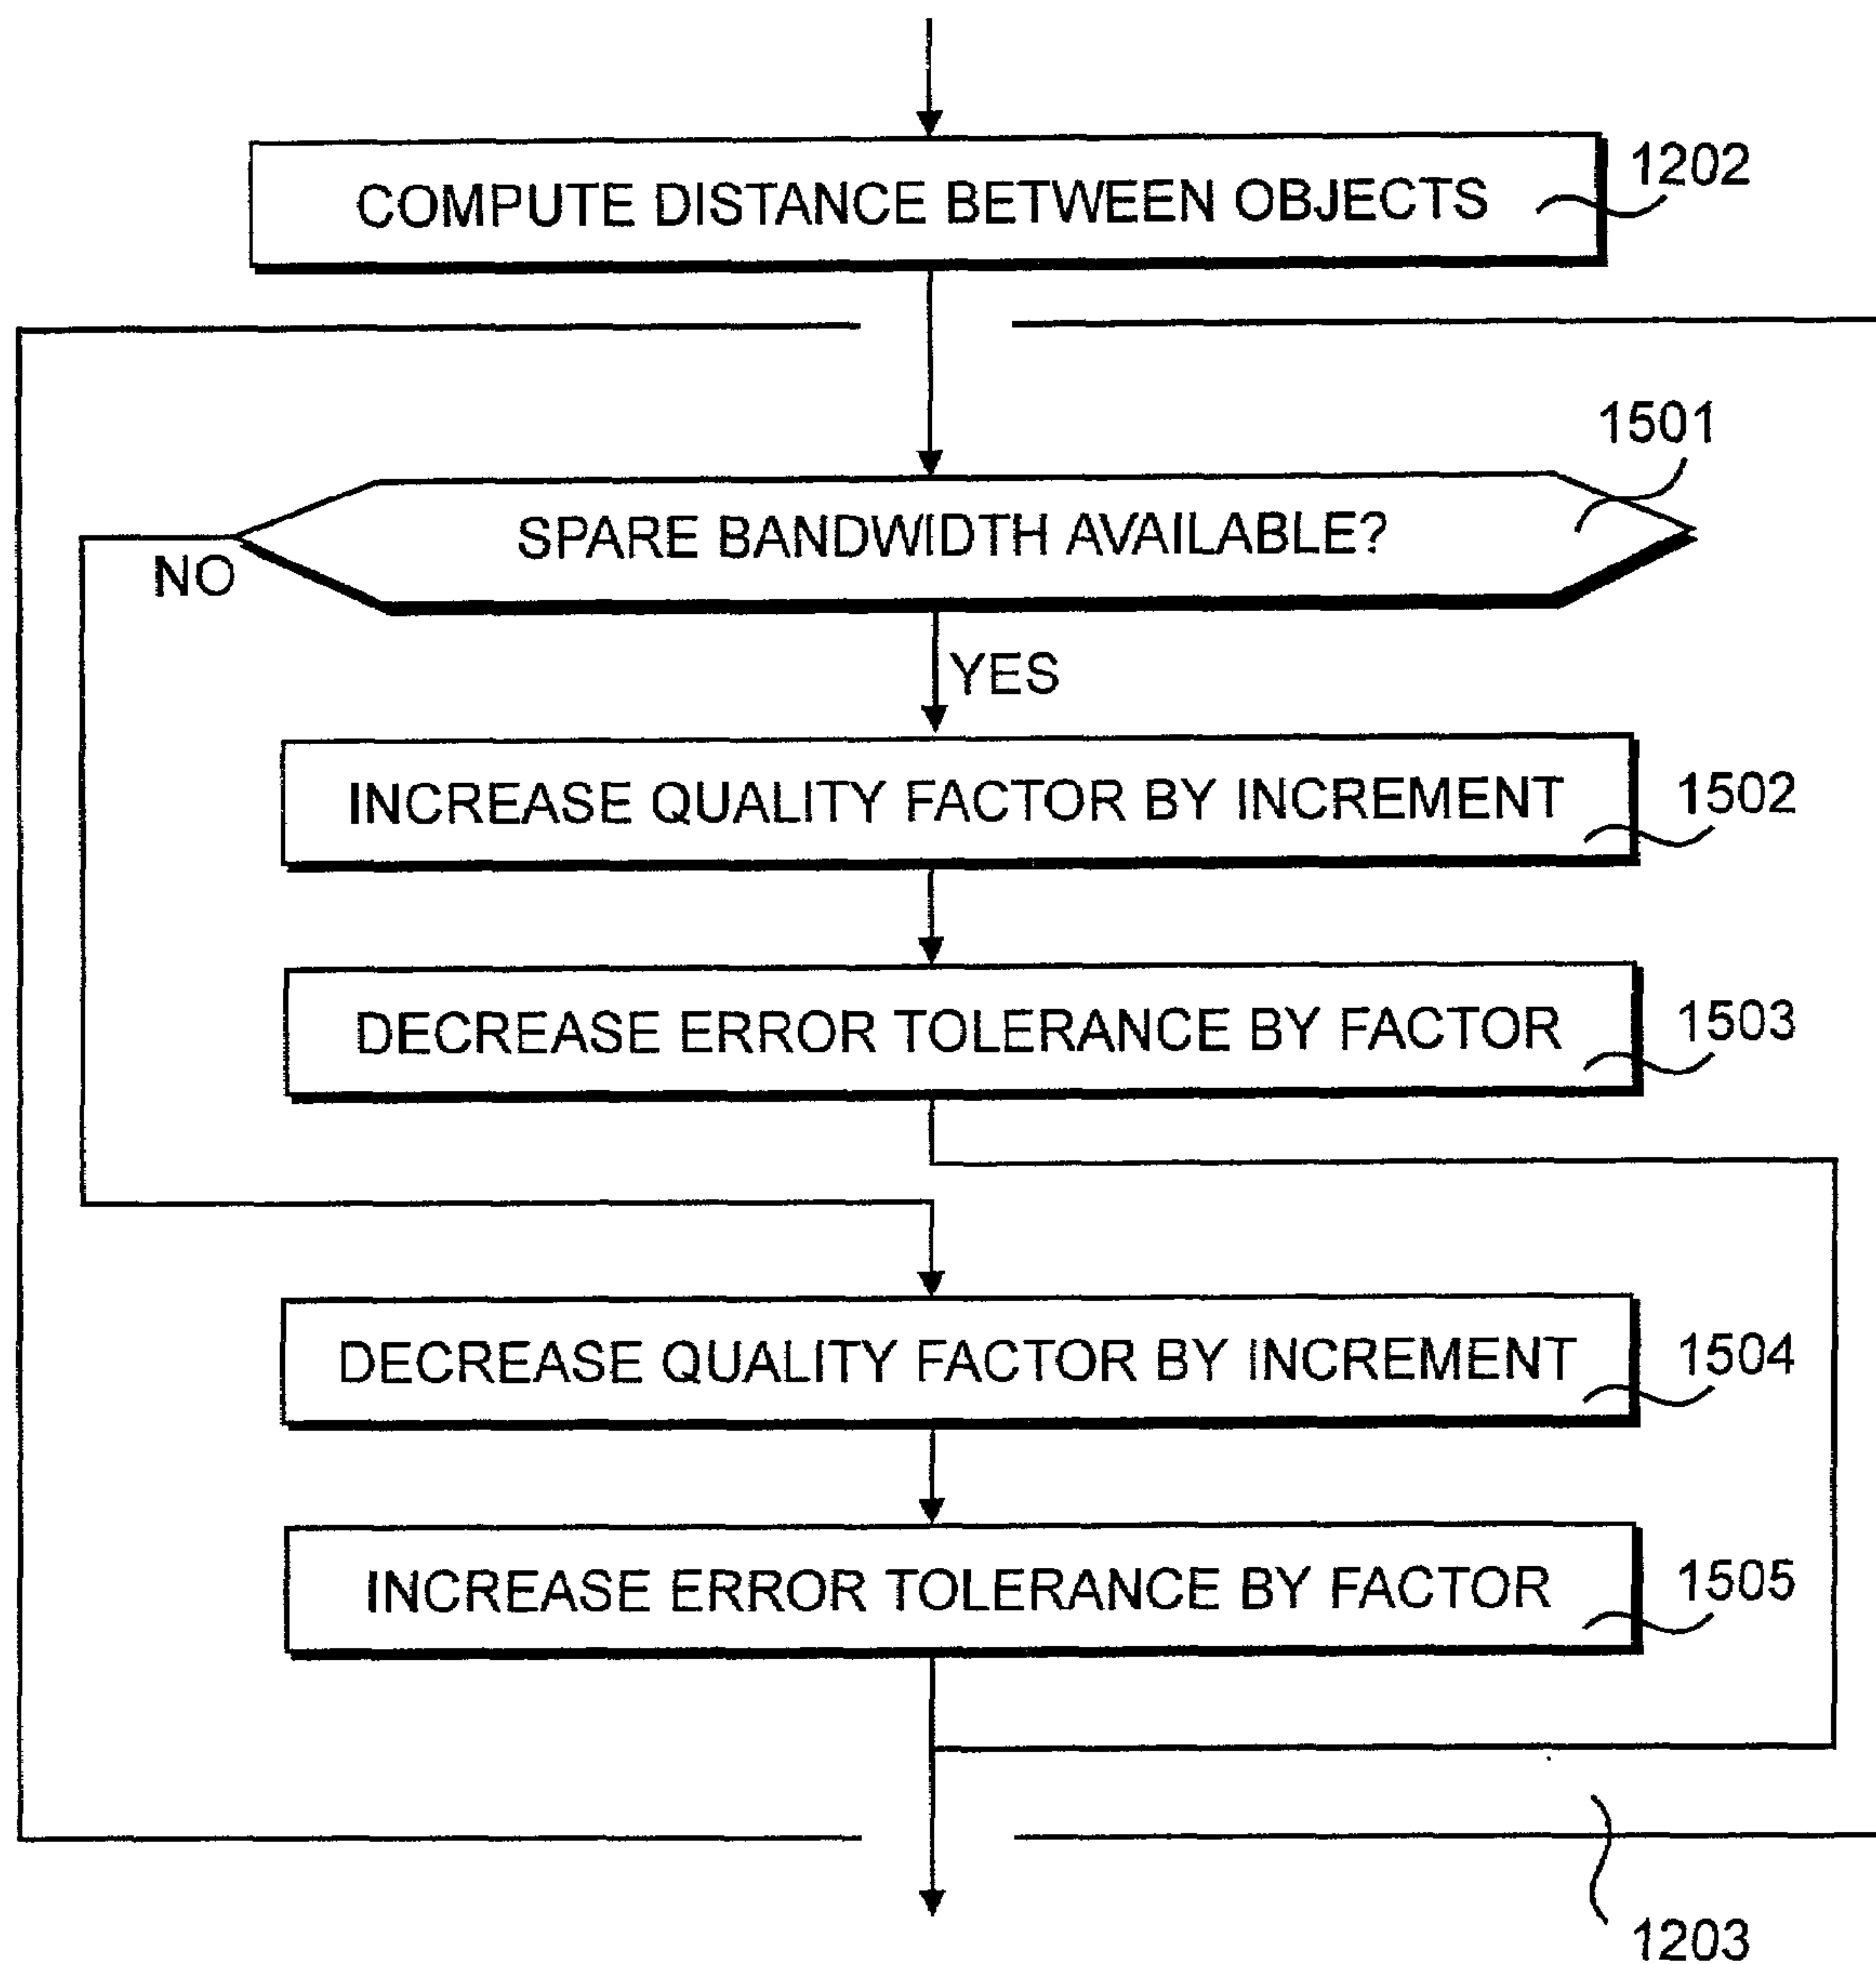 COMPUTE DISTANCE BETWEEN OBJECTS
1202
1501
SPARE BANDWIDTH AVAILABLE?
NO
YES
INCREASE QUALITY FACTOR BY INCREMENT
1502
DECREASE ERROR TOLERANCE BY FACTOR
1503
DECREASE QUALITY FACTOR BY INCREMENT
1504
INCREASE ERROR TOLERANCE BY FACTOR
1505
1203